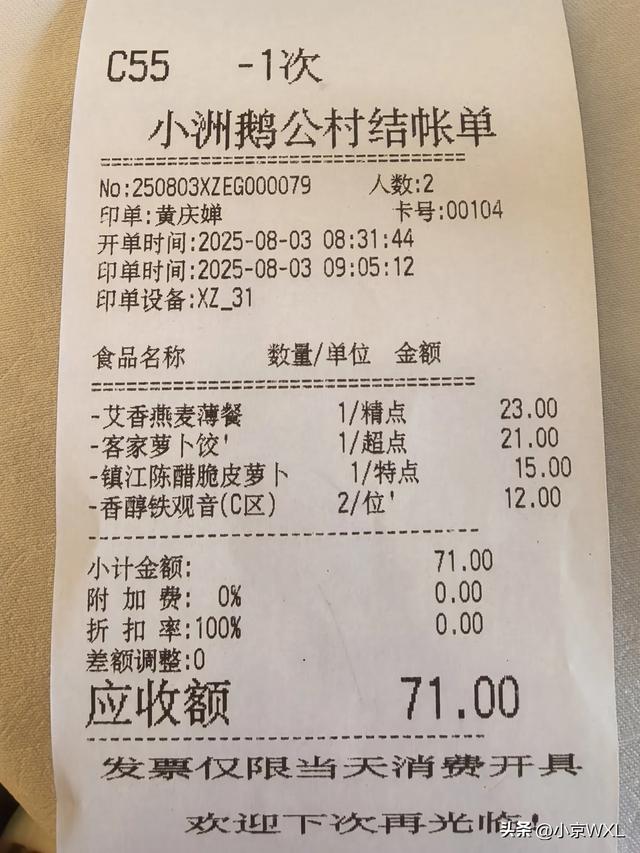 C55 -1次
小洲鹅公村结帐单
================================
No:250803XZEG000079 人数:2
印单:黄庆婵 卡号:00104
开单时间:2025-08-03 08:31:44
印单时间:2025-08-03 09:05:12
印单设备:XZ_31
食品名称 数量/单位 金额
================================
-艾香燕麦薄餐 1/精点 23.00
-客家萝卜饺' 1/超点 21.00
-镇江陈醋脆皮萝卜 1/特点 15.00
-香醇铁观音(C区) 2/位' 12.00
--------------------------------
小计金额: 71.00
附 加 费: 0% 0.00
折 扣 率:100% 0.00
差额调整:0
应收额 71.00
--------------------------------
发票仅限当天消费开具
欢迎下次再光临!
头条 @小京WXL